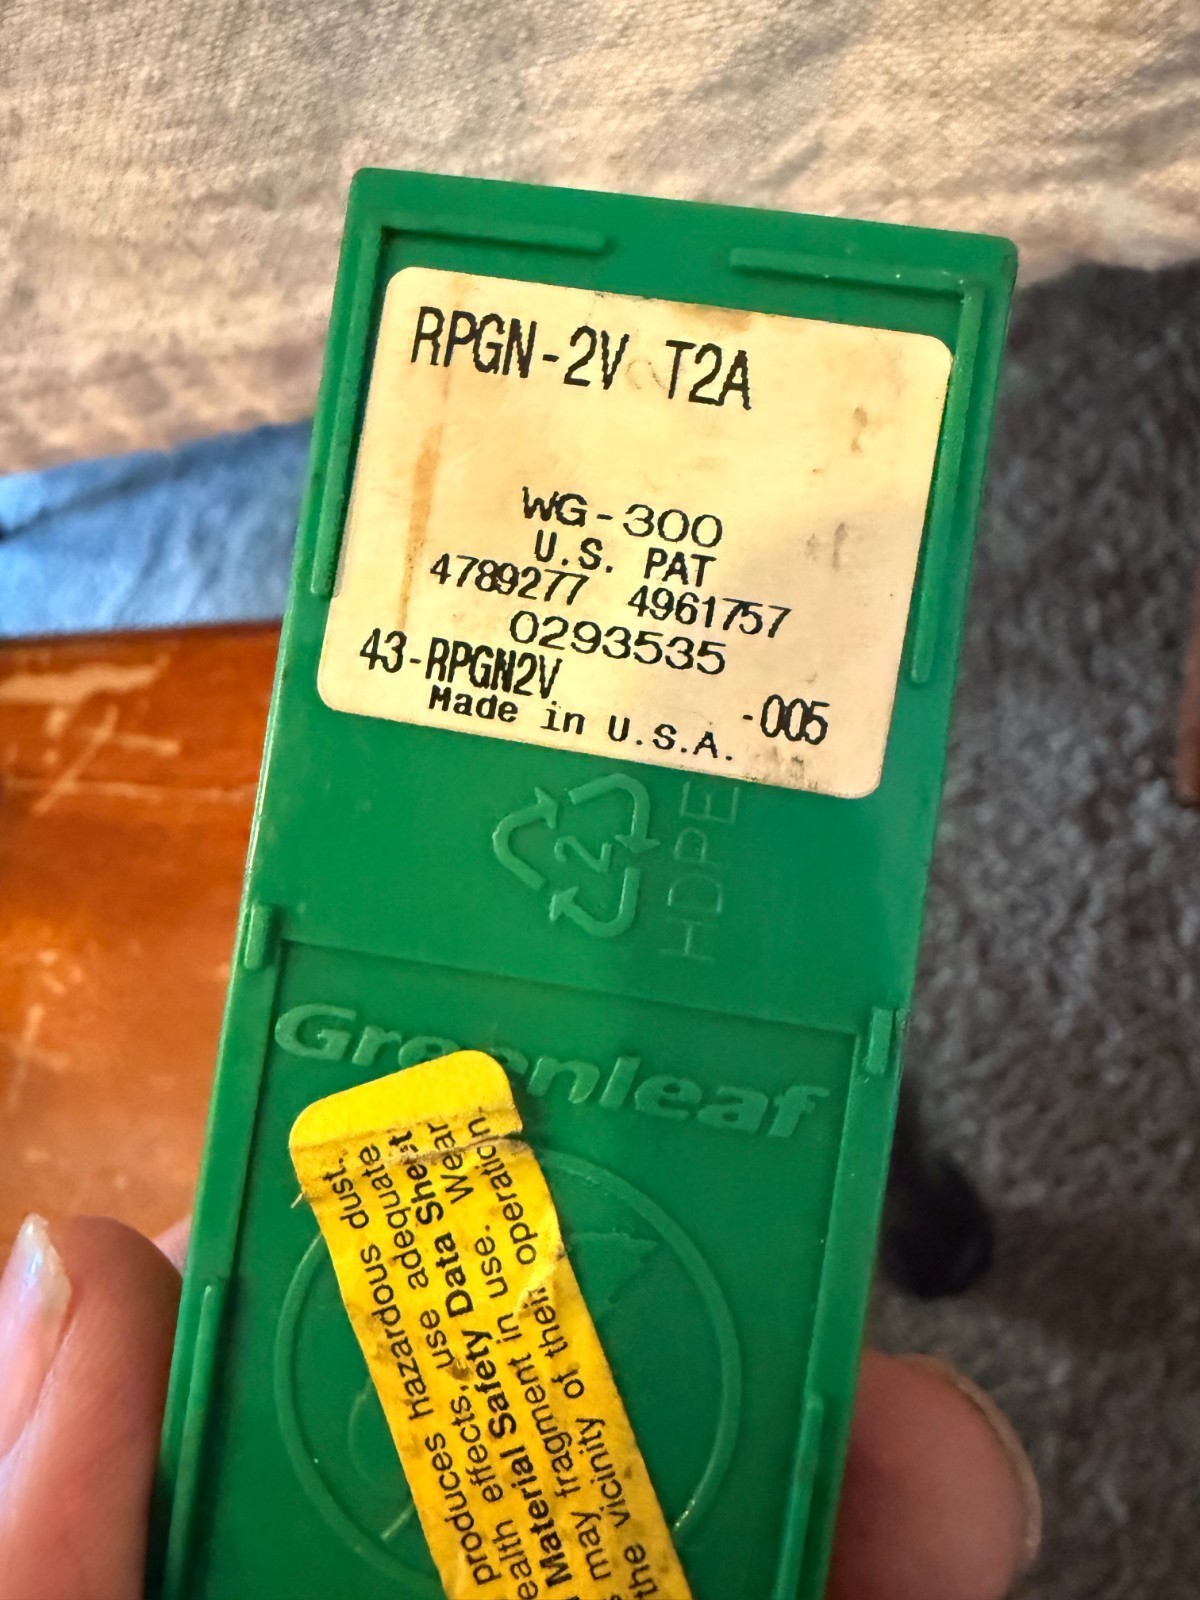 RPGN-2V T2A
WG-300
U.S. PAT
4789277 4961757
0293535
43-RPGN2V -005
Made in U.S.A.
2
HDPE
Greenleaf
produces hazardous dust.
ealth effects, use adequate
Material Safety Data Sheet
may fragment in use. Wear
the vicinity of their operation.